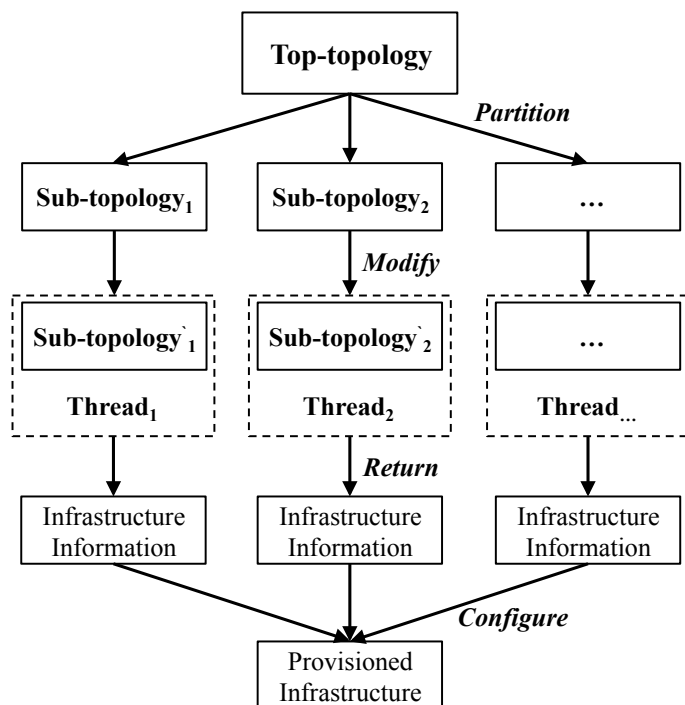 Top-topology
Partition
Sub-topology₁
Sub-topology₂
...
Modify
Sub-topology`₁
Sub-topology`₂
...
Thread₁
Thread₂
Thread...
Return
Infrastructure
Information
Infrastructure
Information
Infrastructure
Information
Configure
Provisioned
Infrastructure